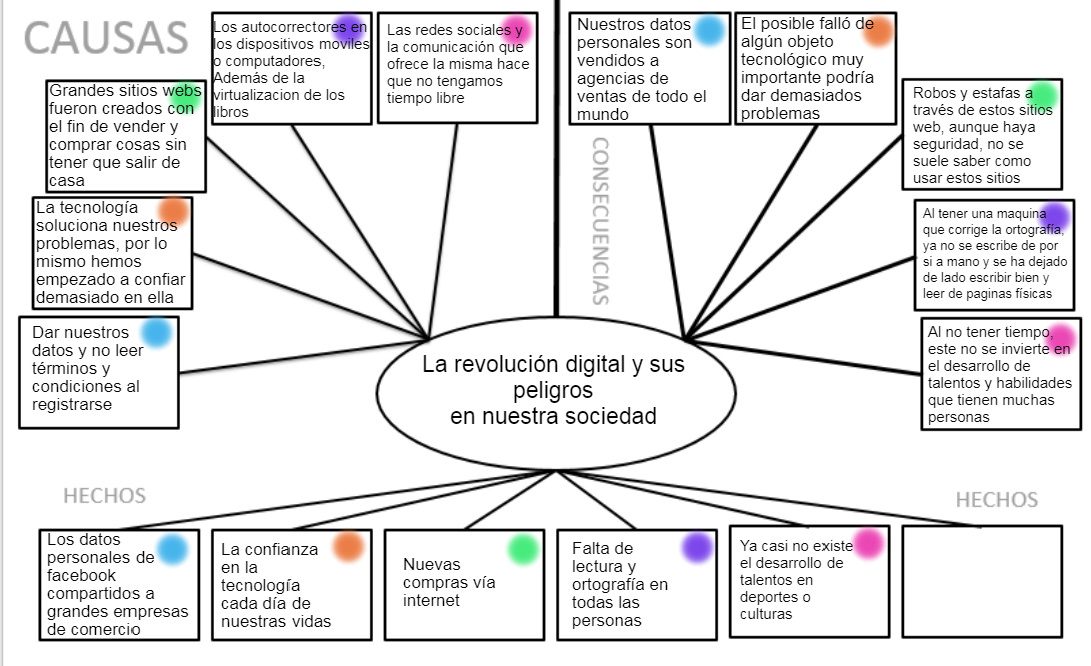 CAUSAS
Los autocorrectores en
los dispositivos moviles
o computadores,
Además de la
virtualizacion de los
libros
Las redes sociales y
la comunicación que
ofrece la misma hace
que no tengamos
tiempo libre
Grandes sitios webs
fueron creados con
el fin de vender y
comprar cosas sin
tener que salir de
casa
La tecnología
soluciona nuestros
problemas, por lo
mismo hemos
empezado a confiar
demasiado en ella
Dar nuestros
datos y no leer
términos y
condiciones al
registrarse
CONSECUENCIAS
Nuestros datos
personales son
vendidos a
agencias de
ventas de todo el
mundo
El posible falló de
algún objeto
tecnológico muy
importante podría
dar demasiados
problemas
Robos y estafas a
través de estos sitios
web, aunque haya
seguridad, no se
suele saber como
usar estos sitios
Al tener una maquina
que corrige la ortografía,
ya no se escribe de por
si a mano y se ha dejado
de lado escribir bien y
leer de paginas físicas
Al no tener tiempo,
este no se invierte en
el desarrollo de
talentos y habilidades
que tienen muchas
personas
La revolución digital y sus
peligros
en nuestra sociedad
HECHOS
HECHOS
Los datos
personales de
facebook
compartidos a
grandes empresas
de comercio
La confianza
en la
tecnología
cada día de
nuestras vidas
Nuevas
compras vía
internet
Falta de
lectura y
ortografía en
todas las
personas
Ya casi no existe
el desarrollo de
talentos en
deportes o
culturas